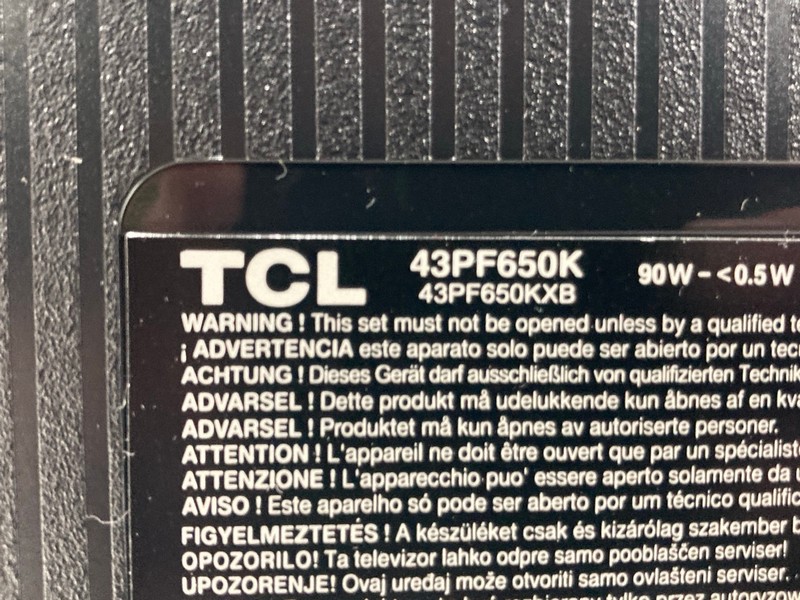 TCL 43PF650K 90W-<0.5W
43PF650KXB
WARNING ! This set must not be opened unless by a qualified
¡ ADVERTENCIA este aparato solo puede ser abierto por un
ACHTUNG ! Dieses Gerät darf ausschließlich von qualifizierten
ADVARSEL ! Dette produkt må udelukkende kun åbnes af en
ADVARSEL ! Produktet må kun åpnes av autoriserte personer.
ATTENTION ! L'appareil ne doit être ouvert que par un
ATTENZIONE ! L'apparecchio puo' essere aperto solamente da
AVISO ! Este aparelho só pode ser aberto por um técnico
FIGYELMEZTETÉS ! A készüléket csak és kizárólag szakember
OPOZORILO! Ta televizor lahko odpre samo pooblaščen serviser!
UPOZORENJE! Ovaj uređaj može otvoriti samo ovlašteni serviser.